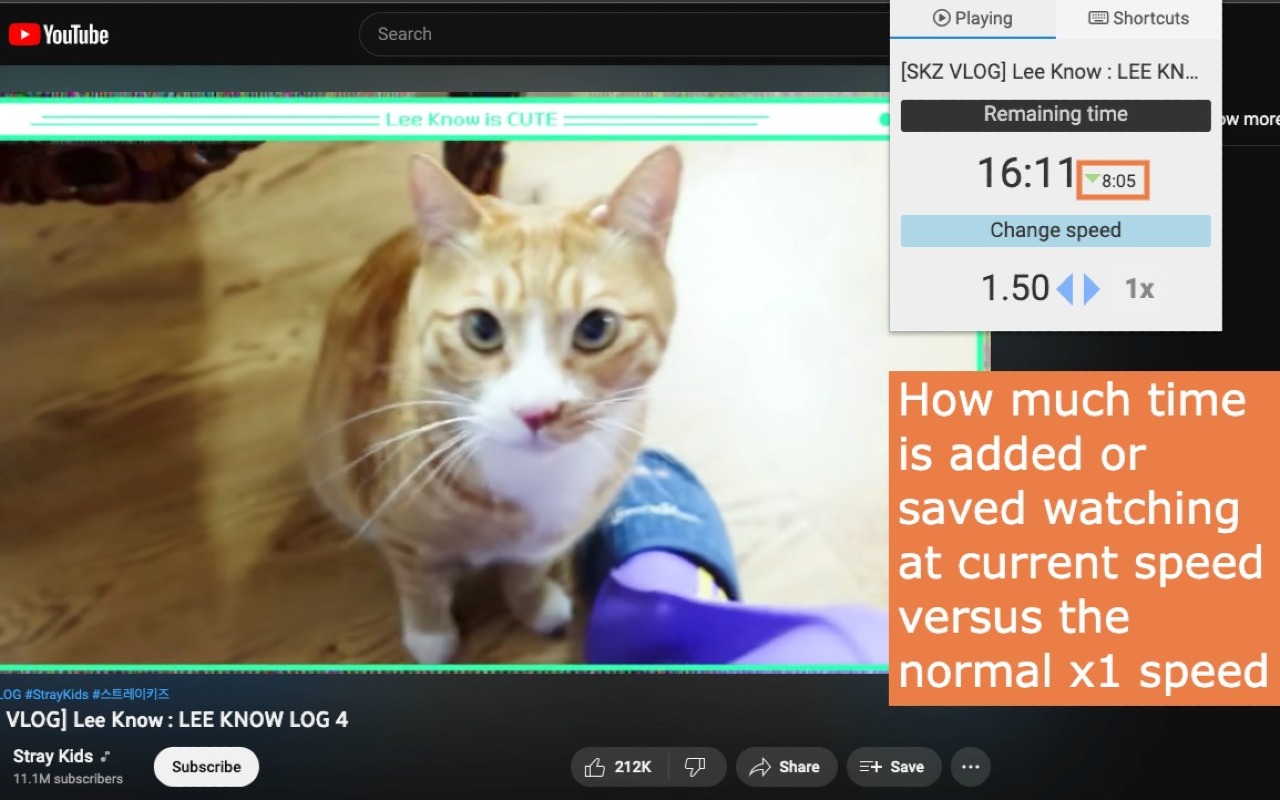 YouTube
Search
Playing
Shortcuts
[SKZ VLOG] Lee Know : LEE KN...
Remaining time
16:11
8:05
Change speed
1.50
1x
ow more
Lee Know is CUTE
How much time
is added or
saved watching
at current speed
versus the
normal x1 speed
LOG #StrayKids #스트레이키즈
VLOG] Lee Know : LEE KNOW LOG 4
Stray Kids
11.1M subscribers
Subscribe
212K
Share
Save